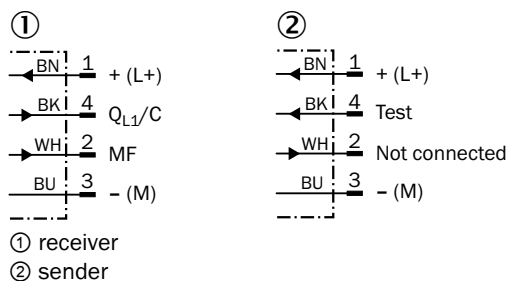 ①
BN 1 + (L+)
BK 4 QL1/C
WH 2 MF
BU 3 – (M)
②
BN 1 + (L+)
BK 4 Test
WH 2 Not connected
BU 3 – (M)
① receiver
② sender